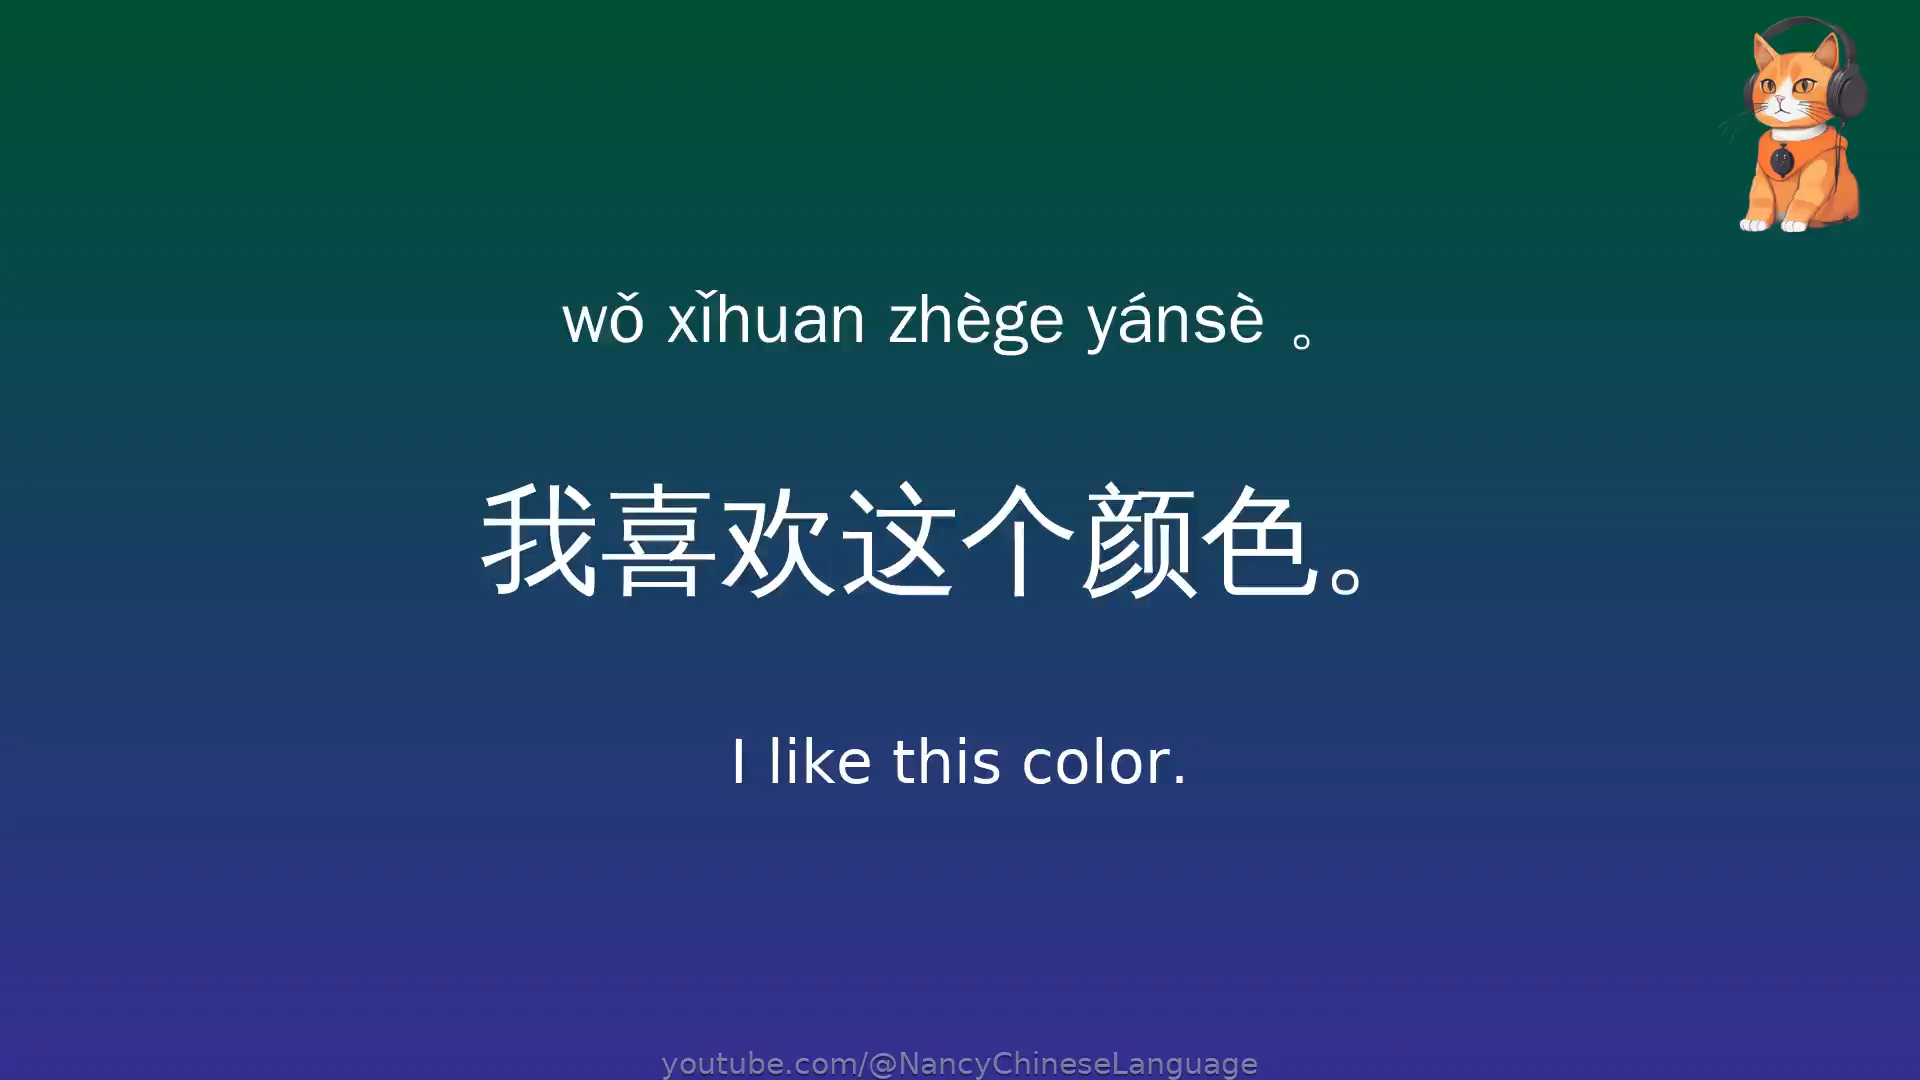 wǒ xǐhuan zhège yánsè 。
我喜欢这个颜色。
I like this color.
youtube.com/@NancyChineseLanguage